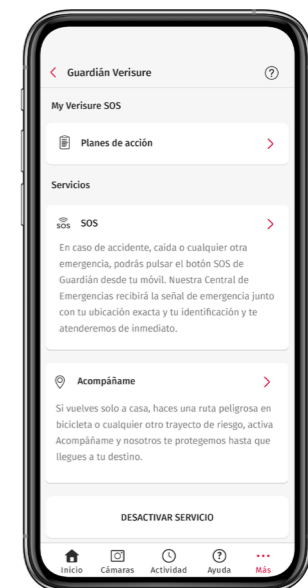 Guardián Verisure
My Verisure SOS
Planes de acción
Servicios
SOS SOS
En caso de accidente, caída o cualquier otra
emergencia, podrás pulsar el botón SOS de
Guardián desde tu móvil. Nuestra Central de
Emergencias recibirá la señal de emergencia junto
con tu ubicación exacta y tu identificación y te
atenderemos de inmediato.
Acompáñame
Si vuelves solo a casa, haces una ruta peligrosa en
bicicleta o cualquier otro trayecto de riesgo, activa
Acompáñame y nosotros te protegemos hasta que
llegues a tu destino.
DESACTIVAR SERVICIO
Inicio Cámaras Actividad Ayuda Más